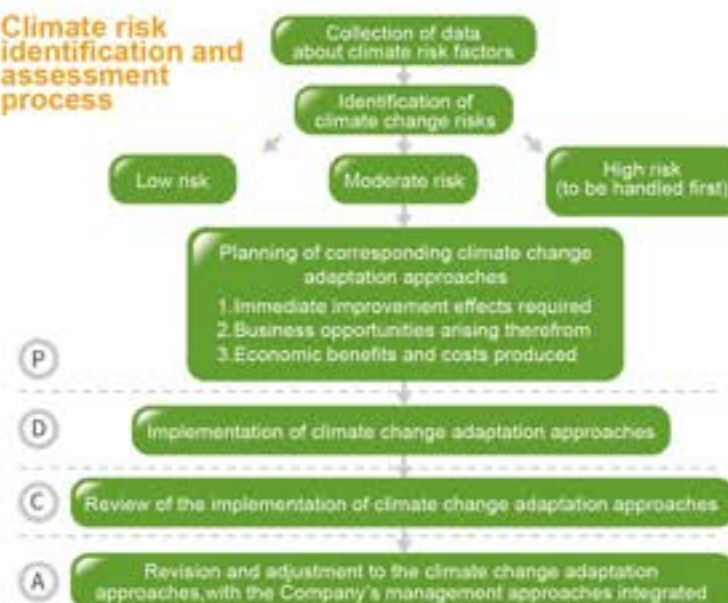 Climate risk
identification and
assessment
process
Collection of data
about climate risk factors
Identification of
climate change risks
Low risk
Moderate risk
High risk
(to be handled first)
Planning of corresponding climate change
adaptation approaches
1.Immediate improvement effects required
2.Business opportunities arising therefrom
3.Economic benefits and costs produced
P
D
Implementation of climate change adaptation approaches
C
Review of the implementation of climate change adaptation approaches
A
Revision and adjustment to the climate change adaptation
approaches,with the Company's management approaches integrated